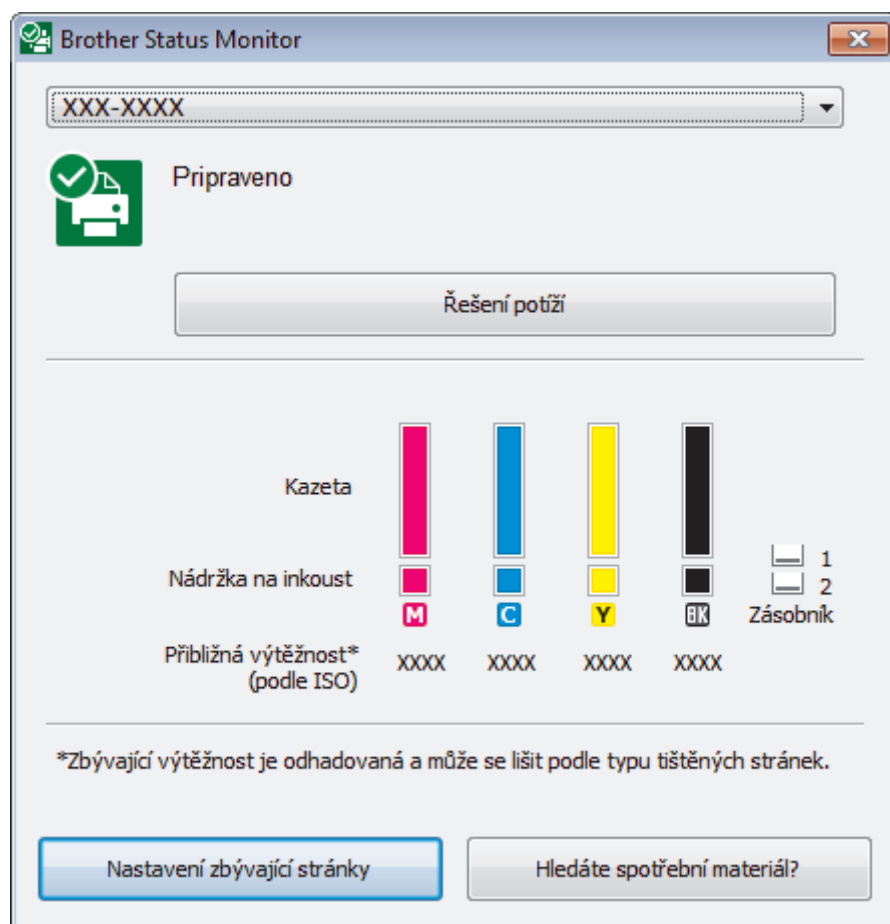 Brother Status Monitor
XXX-XXXX
Pripraveno
Řešení potíží
Kazeta
Nádržka na inkoust
1
2
M C Y BK Zásobník
Přibližná výtěžnost* XXXX XXXX XXXX XXXX
(podle ISO)
*Zbývající výtěžnost je odhadovaná a může se lišit podle typu tištěných stránek.
Nastavení zbývající stránky Hledáte spotřební materiál?